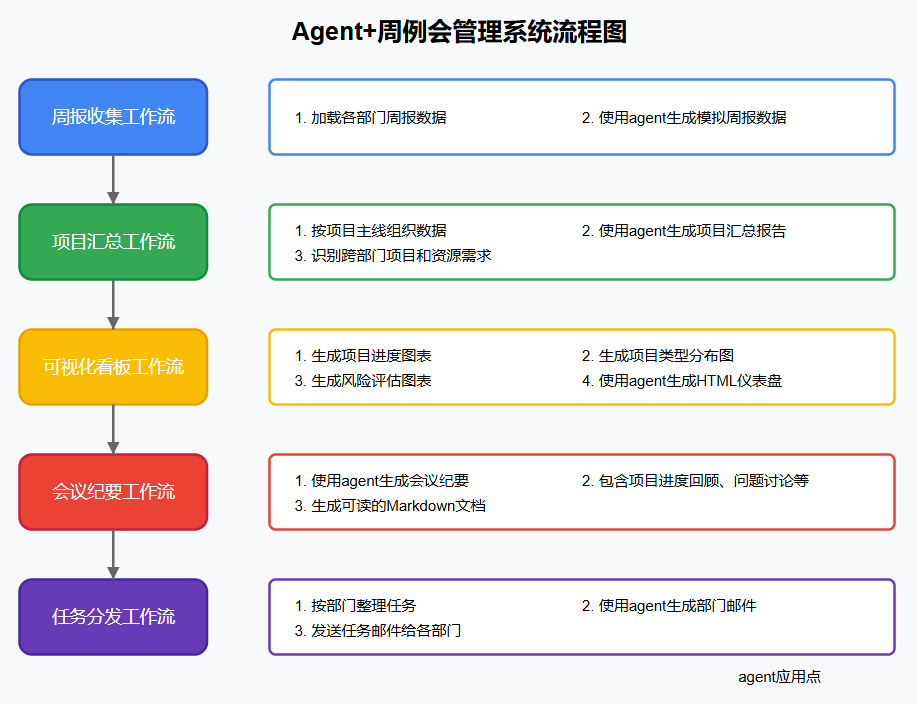 Agent+周例会管理系统流程图
周报收集工作流
1. 加载各部门周报数据
2. 使用agent生成模拟周报数据
项目汇总工作流
1. 按项目主线组织数据
2. 使用agent生成项目汇总报告
3. 识别跨部门项目和资源需求
可视化看板工作流
1. 生成项目进度图表
2. 生成项目类型分布图
3. 生成风险评估图表
4. 使用agent生成HTML仪表盘
会议纪要工作流
1. 使用agent生成会议纪要
2. 包含项目进度回顾、问题讨论等
3. 生成可读的Markdown文档
任务分发工作流
1. 按部门整理任务
2. 使用agent生成部门邮件
3. 发送任务邮件给各部门
agent应用点